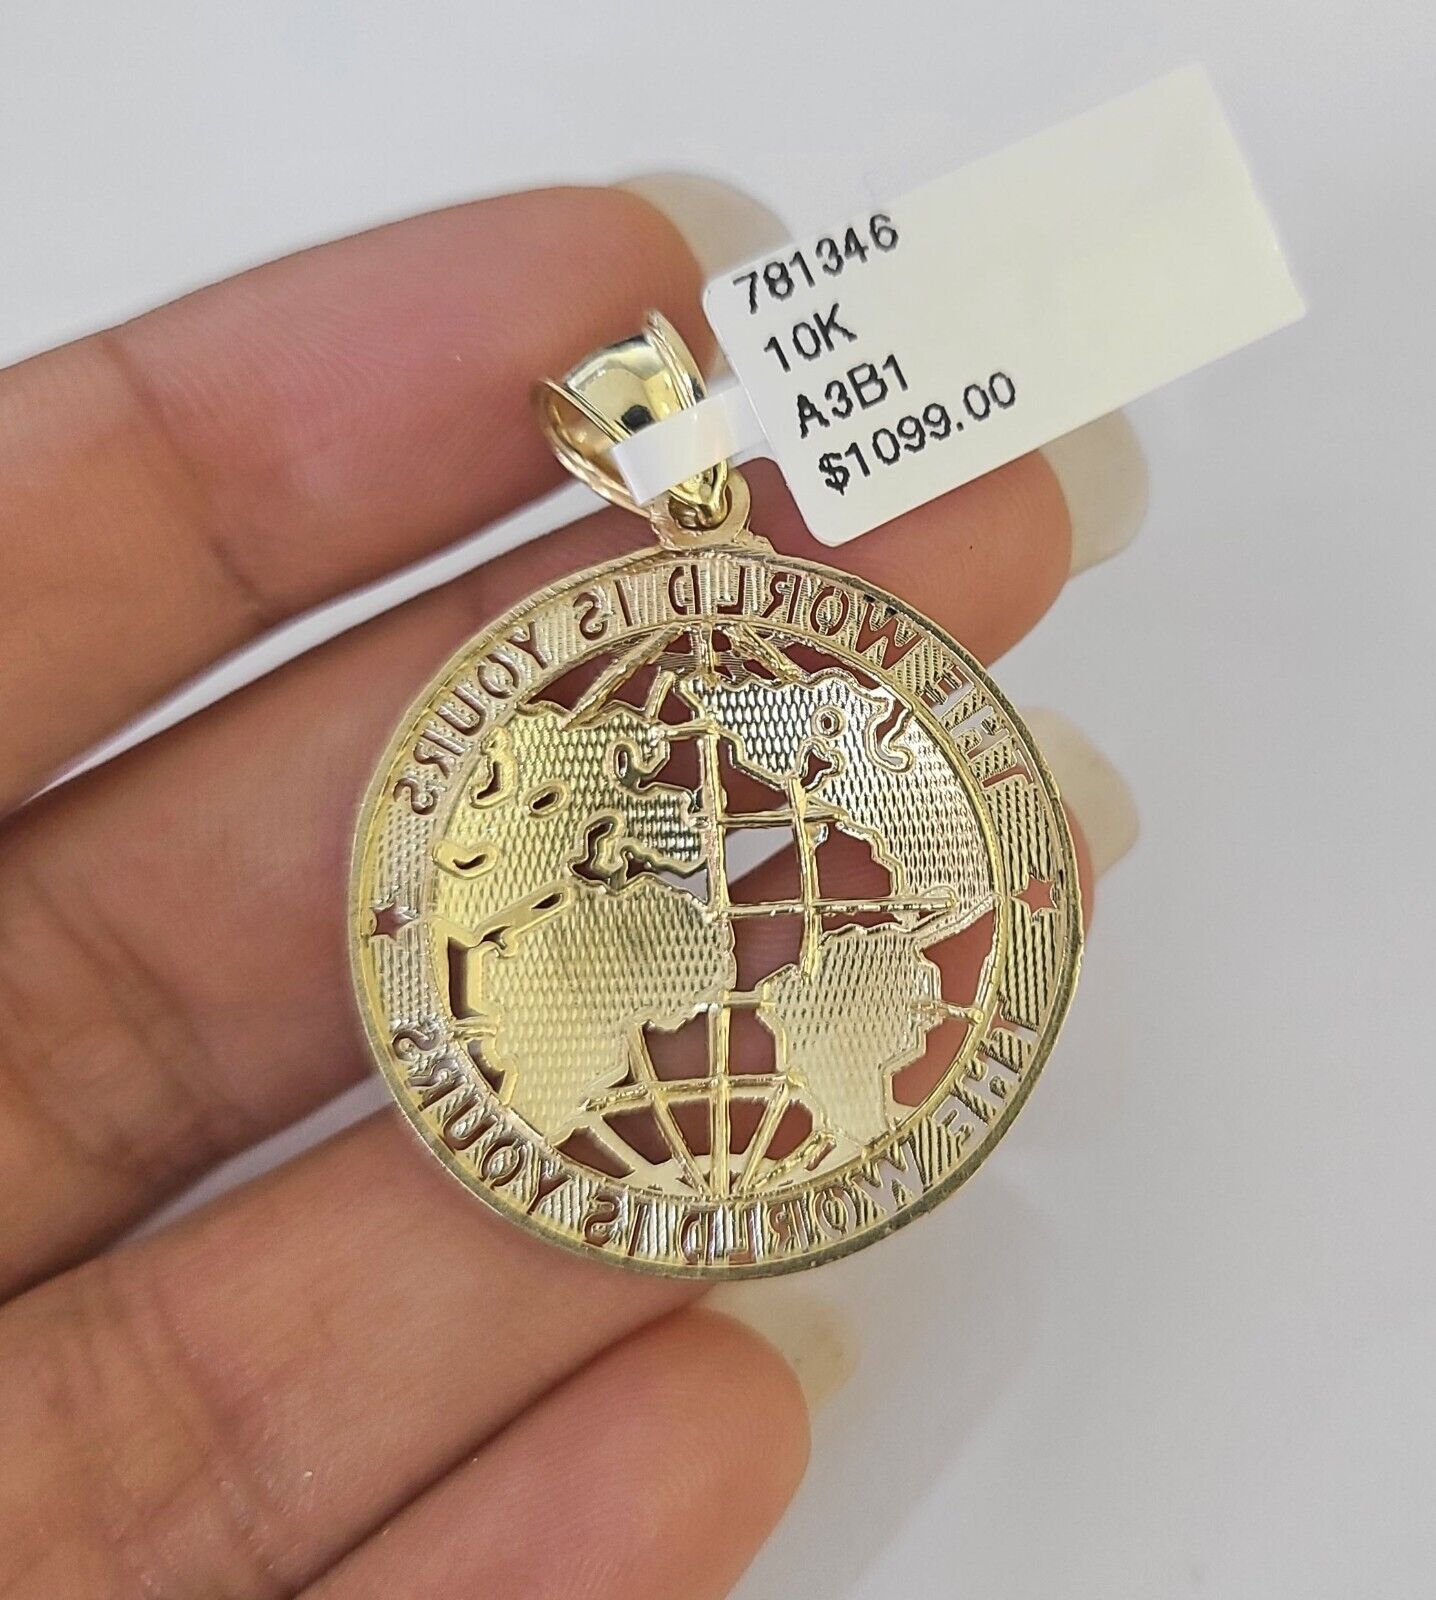 781346
10K
A3B1
$1099.00
THE WORLD IS YOURS
THE WORLD IS YOURS